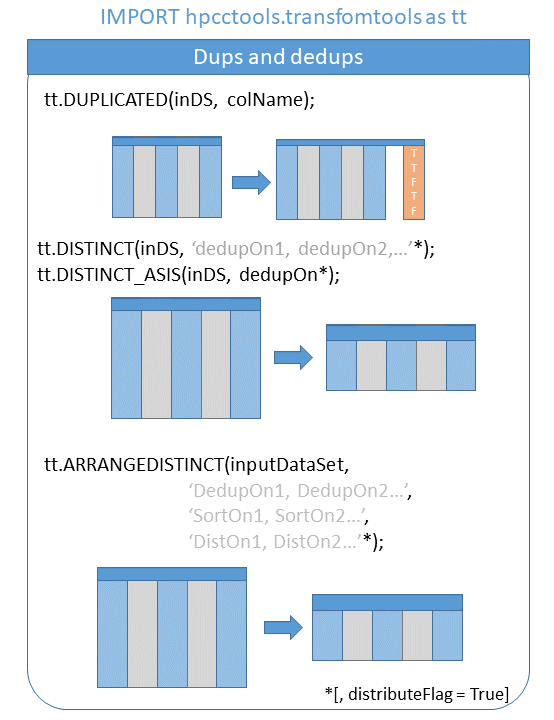 IMPORT hpcctools.transfomtools as tt
Dups and dedups
tt.DUPLICATED(inDS, colName);
T
T
F
T
F
tt.DISTINCT(inDS, ‘dedupOn1, dedupOn2,…’*);
tt.DISTINCT_ASIS(inDS, dedupOn*);
tt.ARRANGEDISTINCT(inputDataSet,
‘DedupOn1, DedupOn2…’,
‘SortOn1, SortOn2…’,
‘DistOn1, DistOn2…’*);
*[, distributeFlag = True]